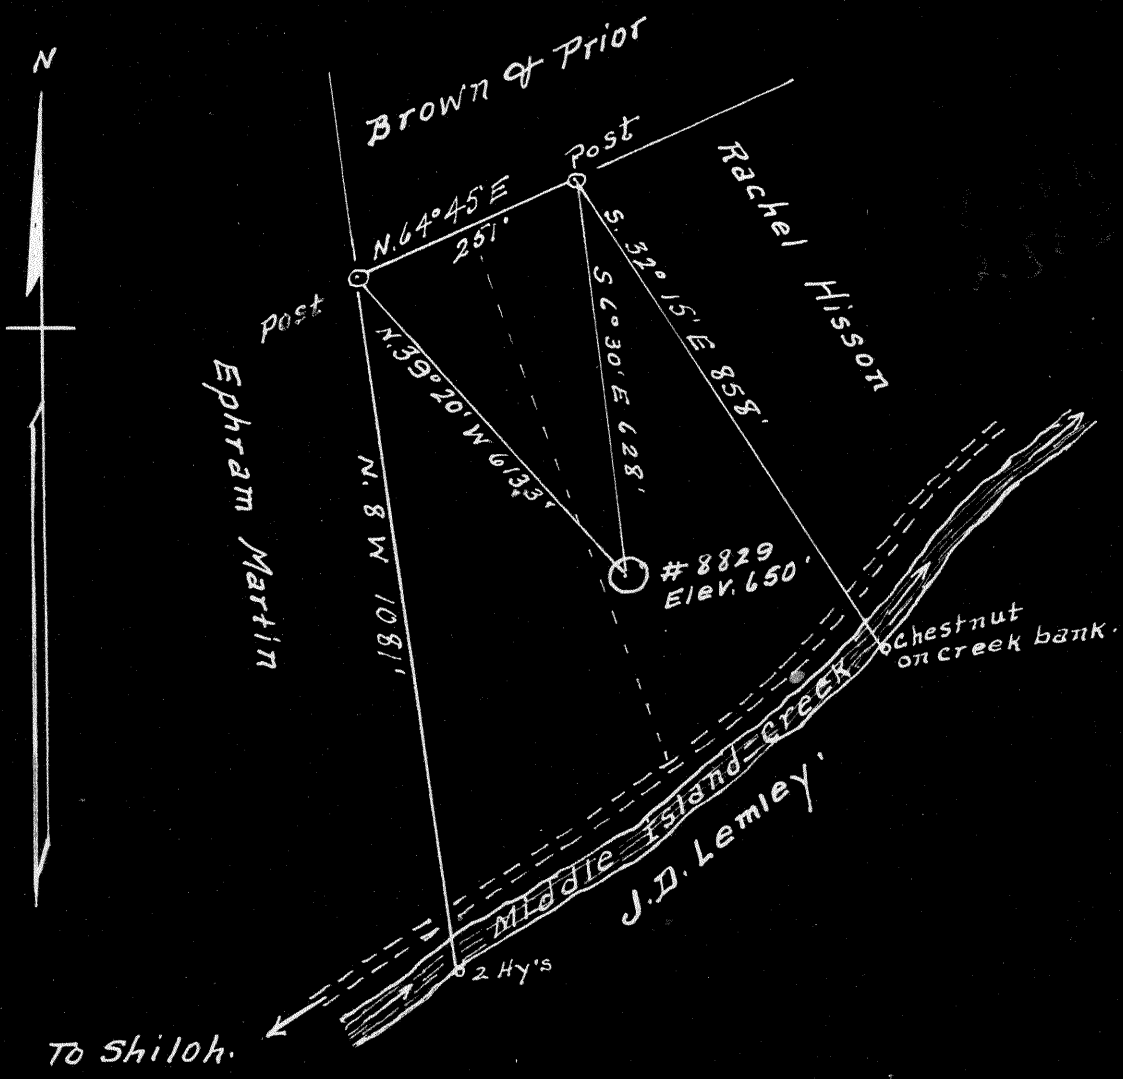 N
Brown & Prior
Post
N. 64° 45' E
251'
Rachel Hisson
Post
S. 32° 15' E 858'
S 6° 30' E 628'
N. 39° 20' W 613.3'
Ephram Martin
N. 8 W 1081'
# 8829
Elev. 650'
Chestnut
on creek bank.
Middle Island Creek
J.D. Lemley
2 Hy's
To Shiloh.